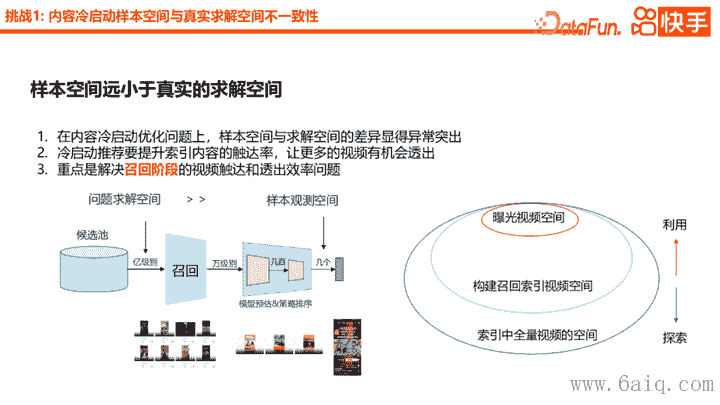 挑战1: 内容冷启动样本空间与真实求解空间不一致性
DataFun.
快手
样本空间远小于真实的求解空间
1. 在内容冷启动优化问题上，样本空间与求解空间的差异显得异常突出
2. 冷启动推荐要提升索引内容的触达率，让更多的视频有机会透出
3. 重点是解决召回阶段的视频触达和透出效率问题
问题求解空间 > > 样本观测空间
候选池
亿级别
召回
万级别
几百
几个
模型预估&策略排序
曝光视频空间
构建召回索引视频空间
索引中全量视频的空间
利用
探索
www.6aiq.com